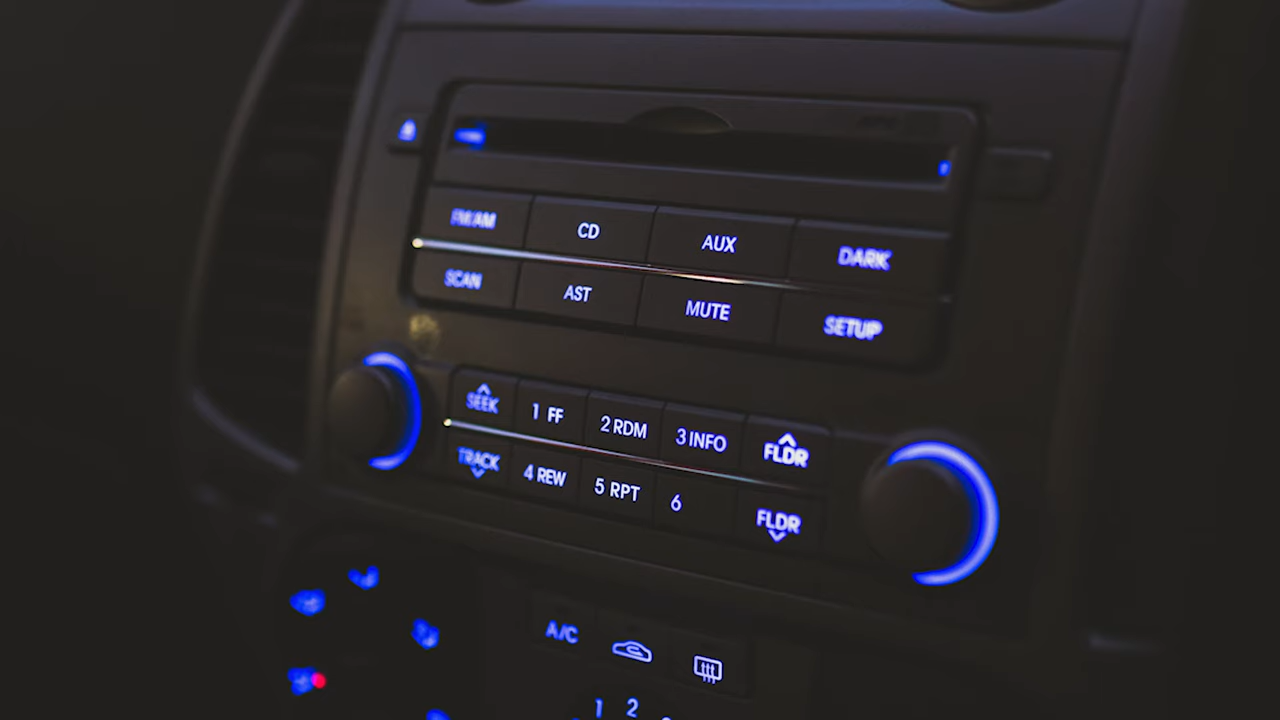 FM/AM CD AUX DARK
SCAN AST MUTE SETUP
SEEK 1 FF 2 RDM 3 INFO FLDR
TRACK 4 REW 5 RPT 6 FLDR
A/C
1 2